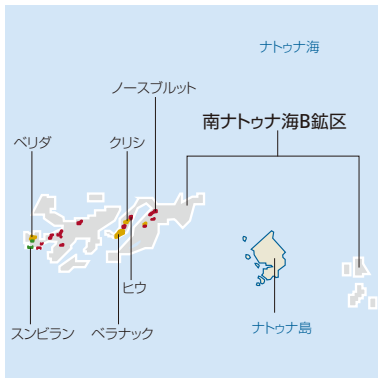 ナトゥナ海
ノースブルット
南ナトゥナ海B鉱区
ベリダ
クリシ
ヒウ
スンビラン
ベラナック
ナトゥナ島